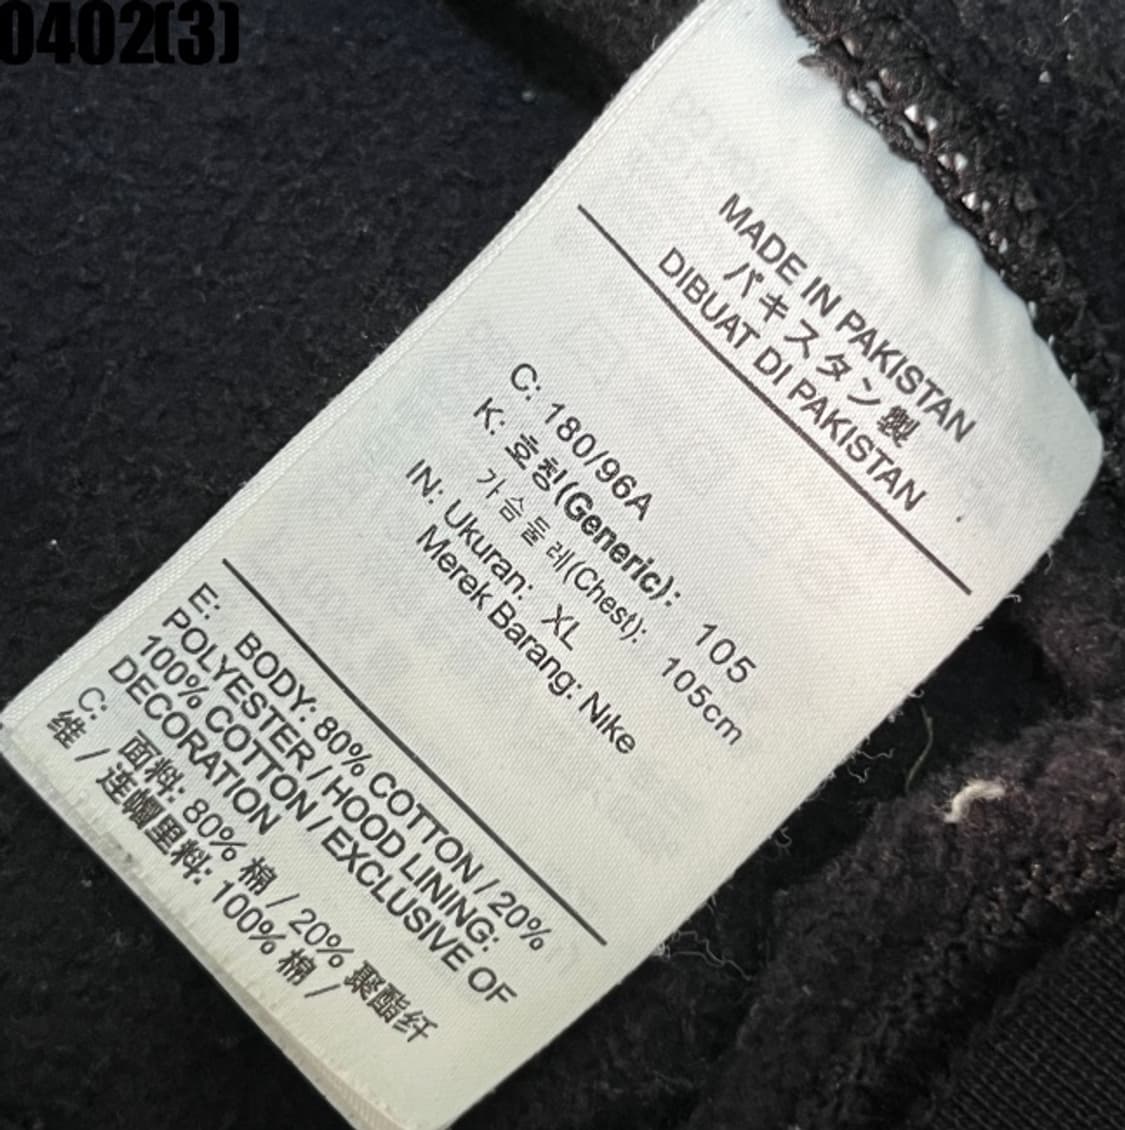 0402(3)
MADE IN PAKISTAN
パキスタン製
DIBUAT DI PAKISTAN
C: 180/96A
K: 호칭(Generic): 105
가슴둘레(Chest): 105cm
IN: Ukuran: XL
Merek Barang: Nike
E: BODY: 80% COTTON / 20%
POLYESTER / HOOD LINING:
100% COTTON / EXCLUSIVE OF
DECORATION
C: 面料: 80% 棉 / 20% 聚酯纤
维 / 连帽里料: 100% 棉 /